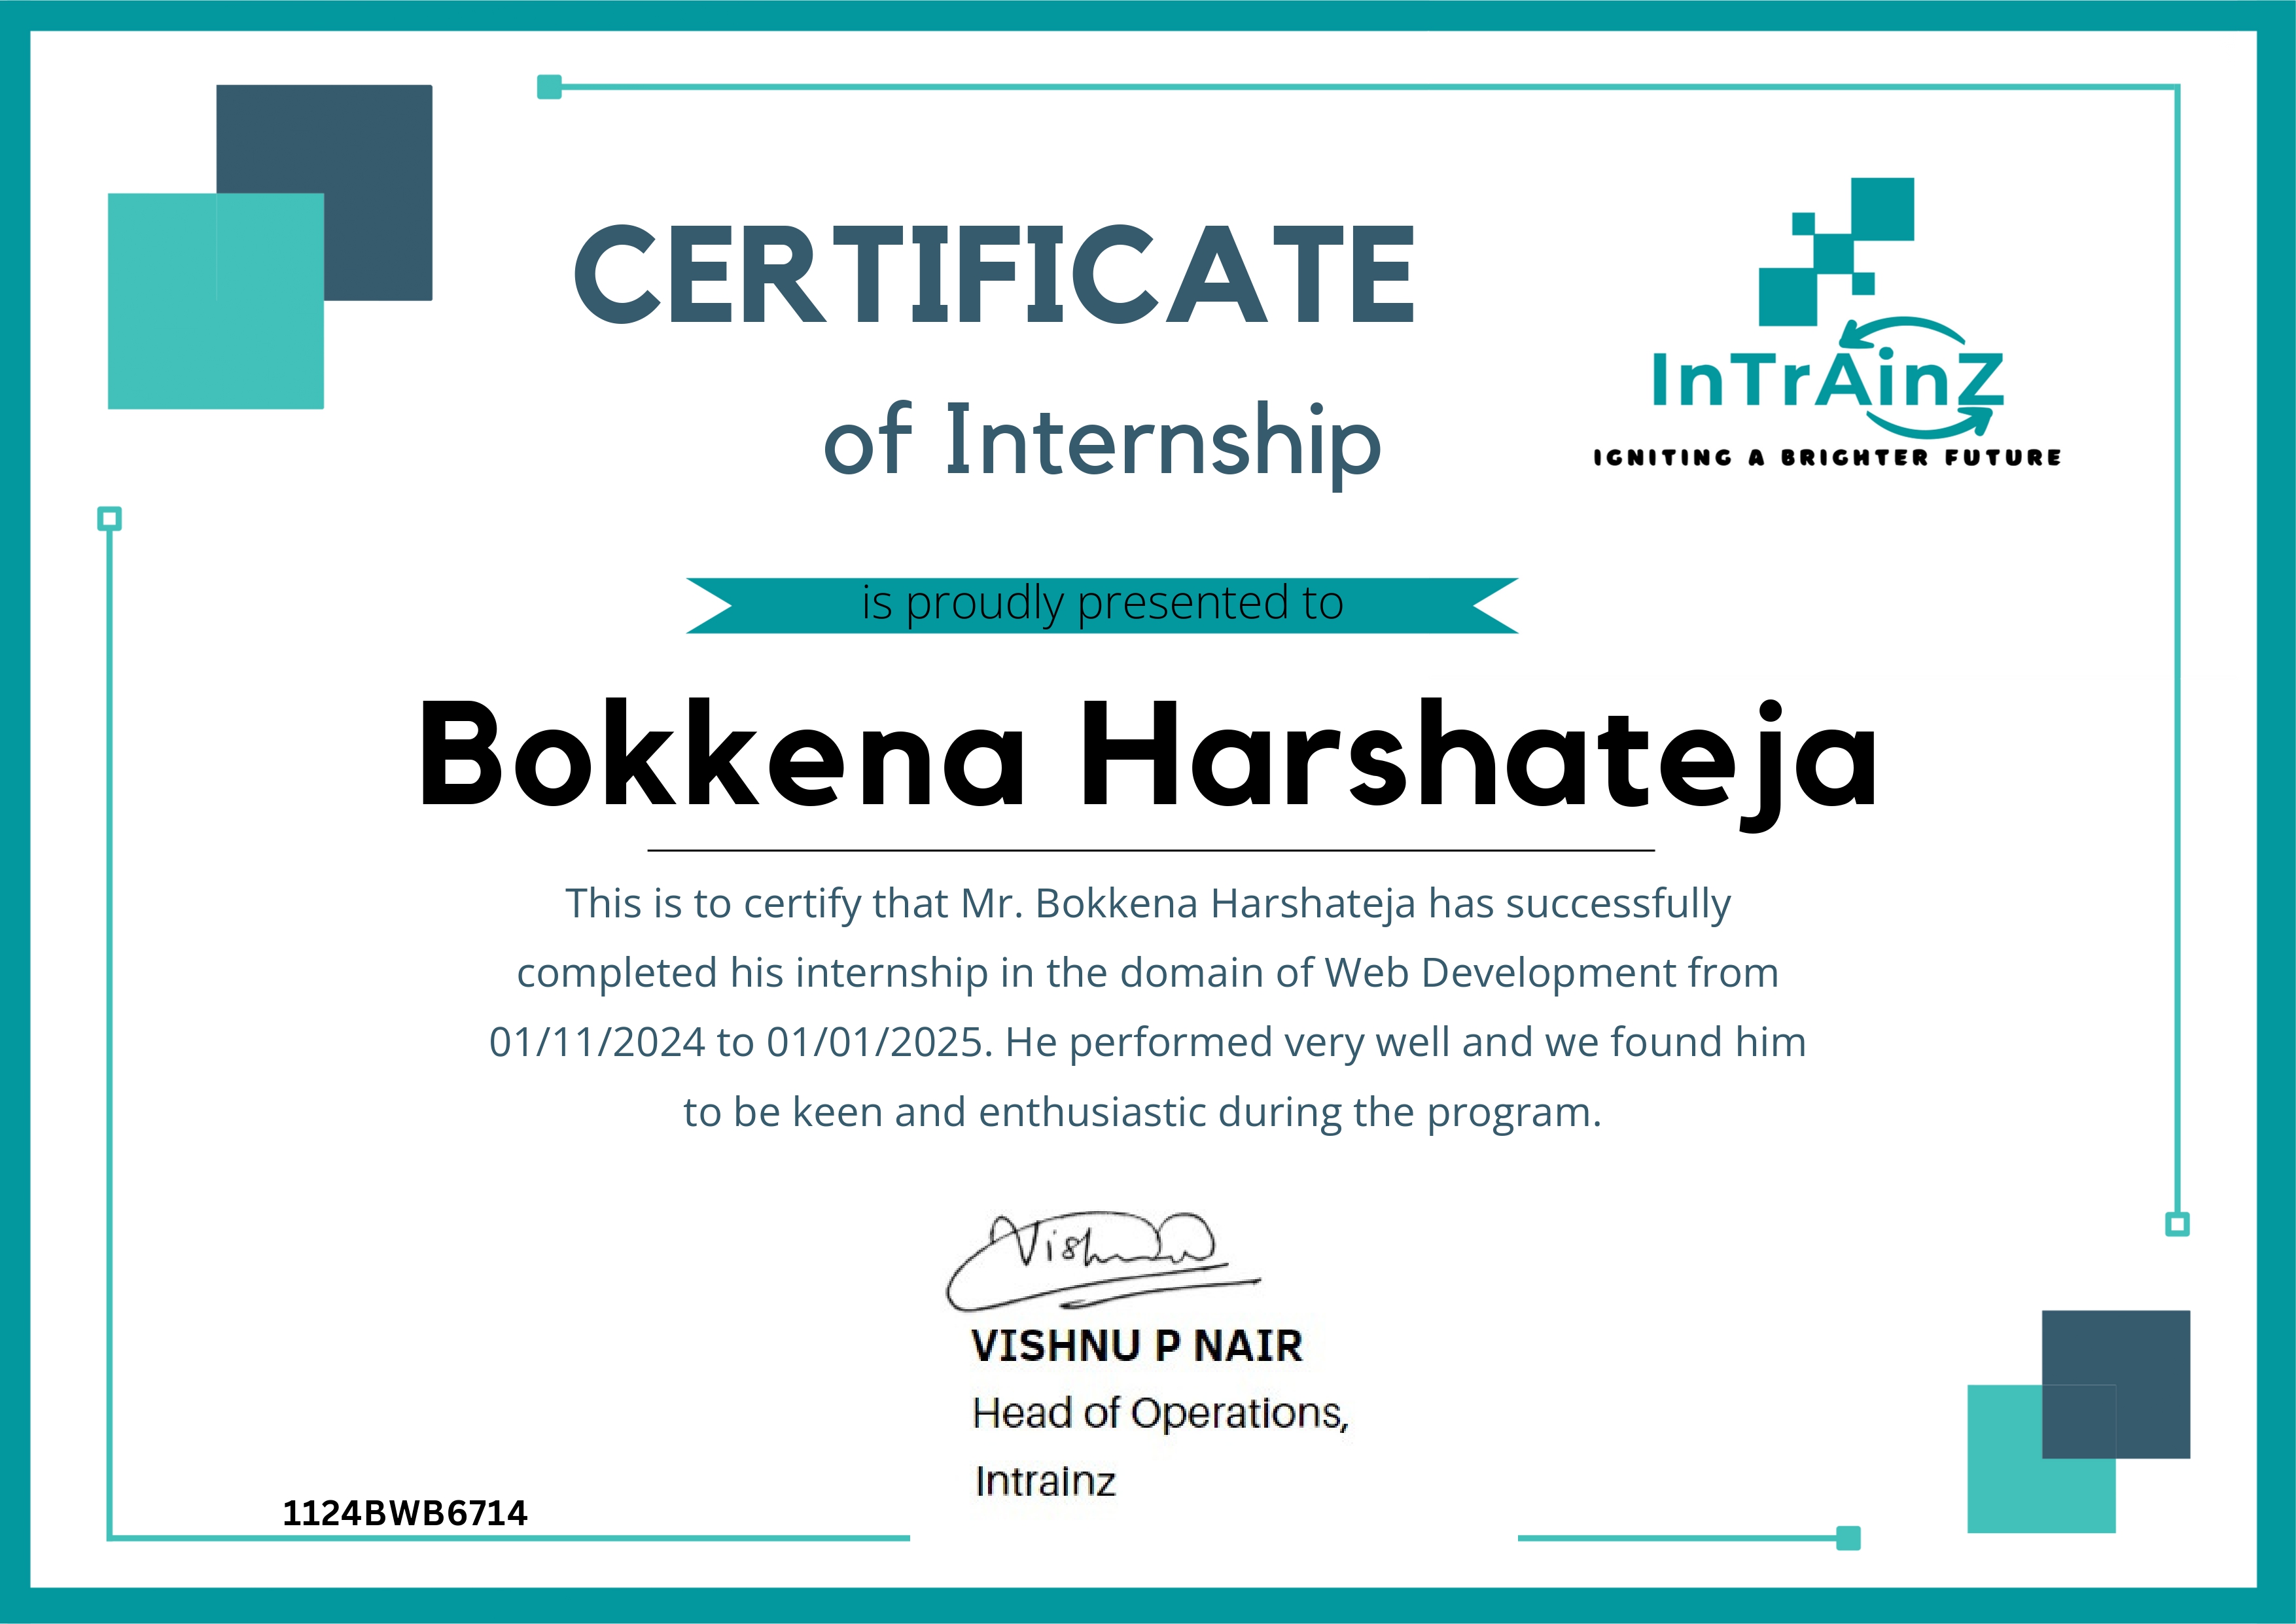 CERTIFICATE
of Internship
InTrAinZ
IGNITING A BRIGHTER FUTURE
is proudly presented to
Bokkena Harshateja
This is to certify that Mr. Bokkena Harshateja has successfully
completed his internship in the domain of Web Development from
01/11/2024 to 01/01/2025. He performed very well and we found him
to be keen and enthusiastic during the program.
VISHNU P NAIR
Head of Operations,
Intrainz
1124BWB6714